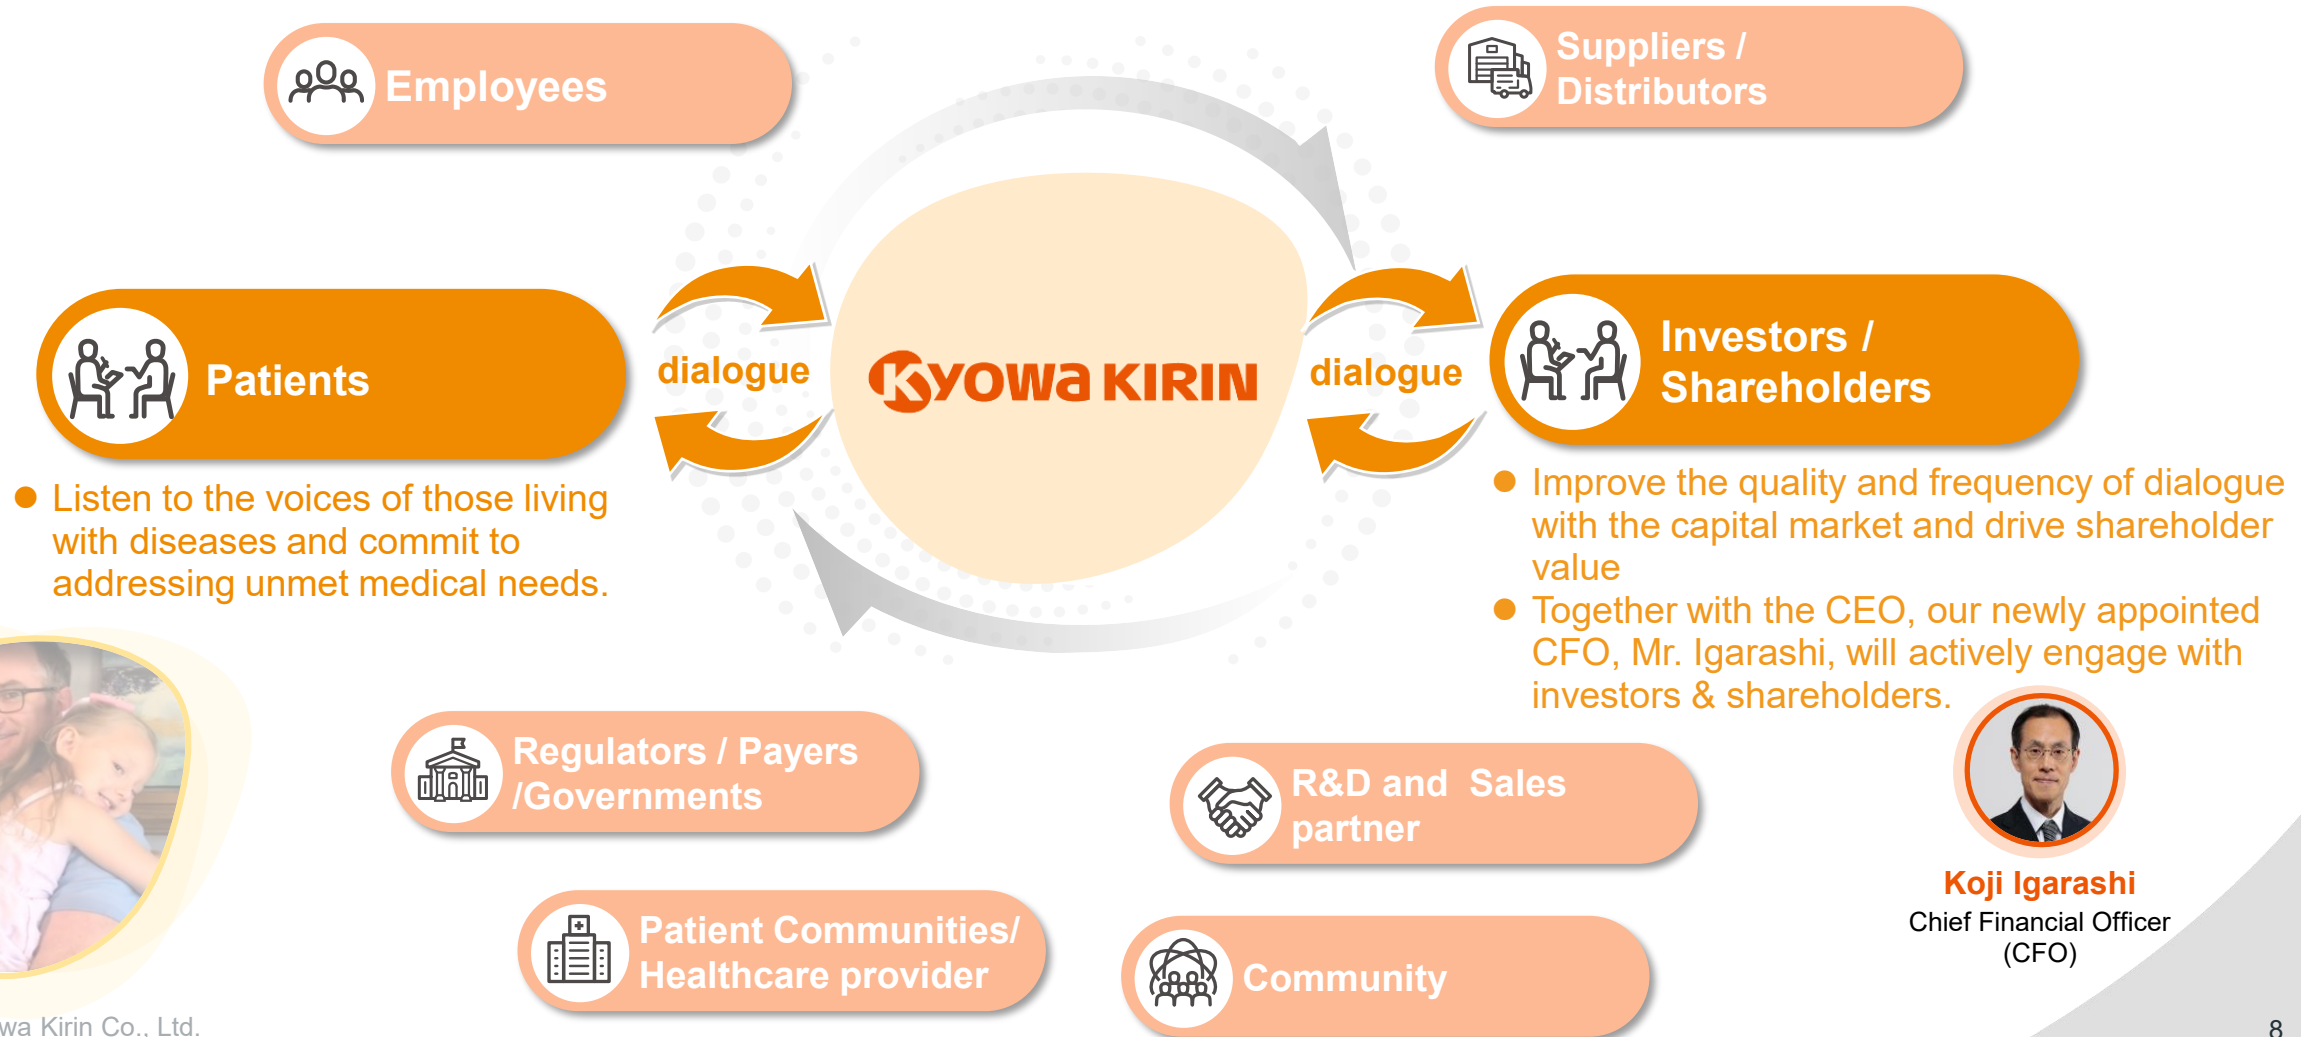 Employees
Suppliers /
Distributors
Patients
dialogue
KYOWA KIRIN
dialogue
Investors /
Shareholders
● Listen to the voices of those living
with diseases and commit to
addressing unmet medical needs.
● Improve the quality and frequency of dialogue
with the capital market and drive shareholder
value
● Together with the CEO, our newly appointed
CFO, Mr. Igarashi, will actively engage with
investors & shareholders.
Regulators / Payers
/Governments
R&D and Sales
partner
Koji Igarashi
Chief Financial Officer
(CFO)
Patient Communities/
Healthcare provider
Community
wa Kirin Co., Ltd.
8